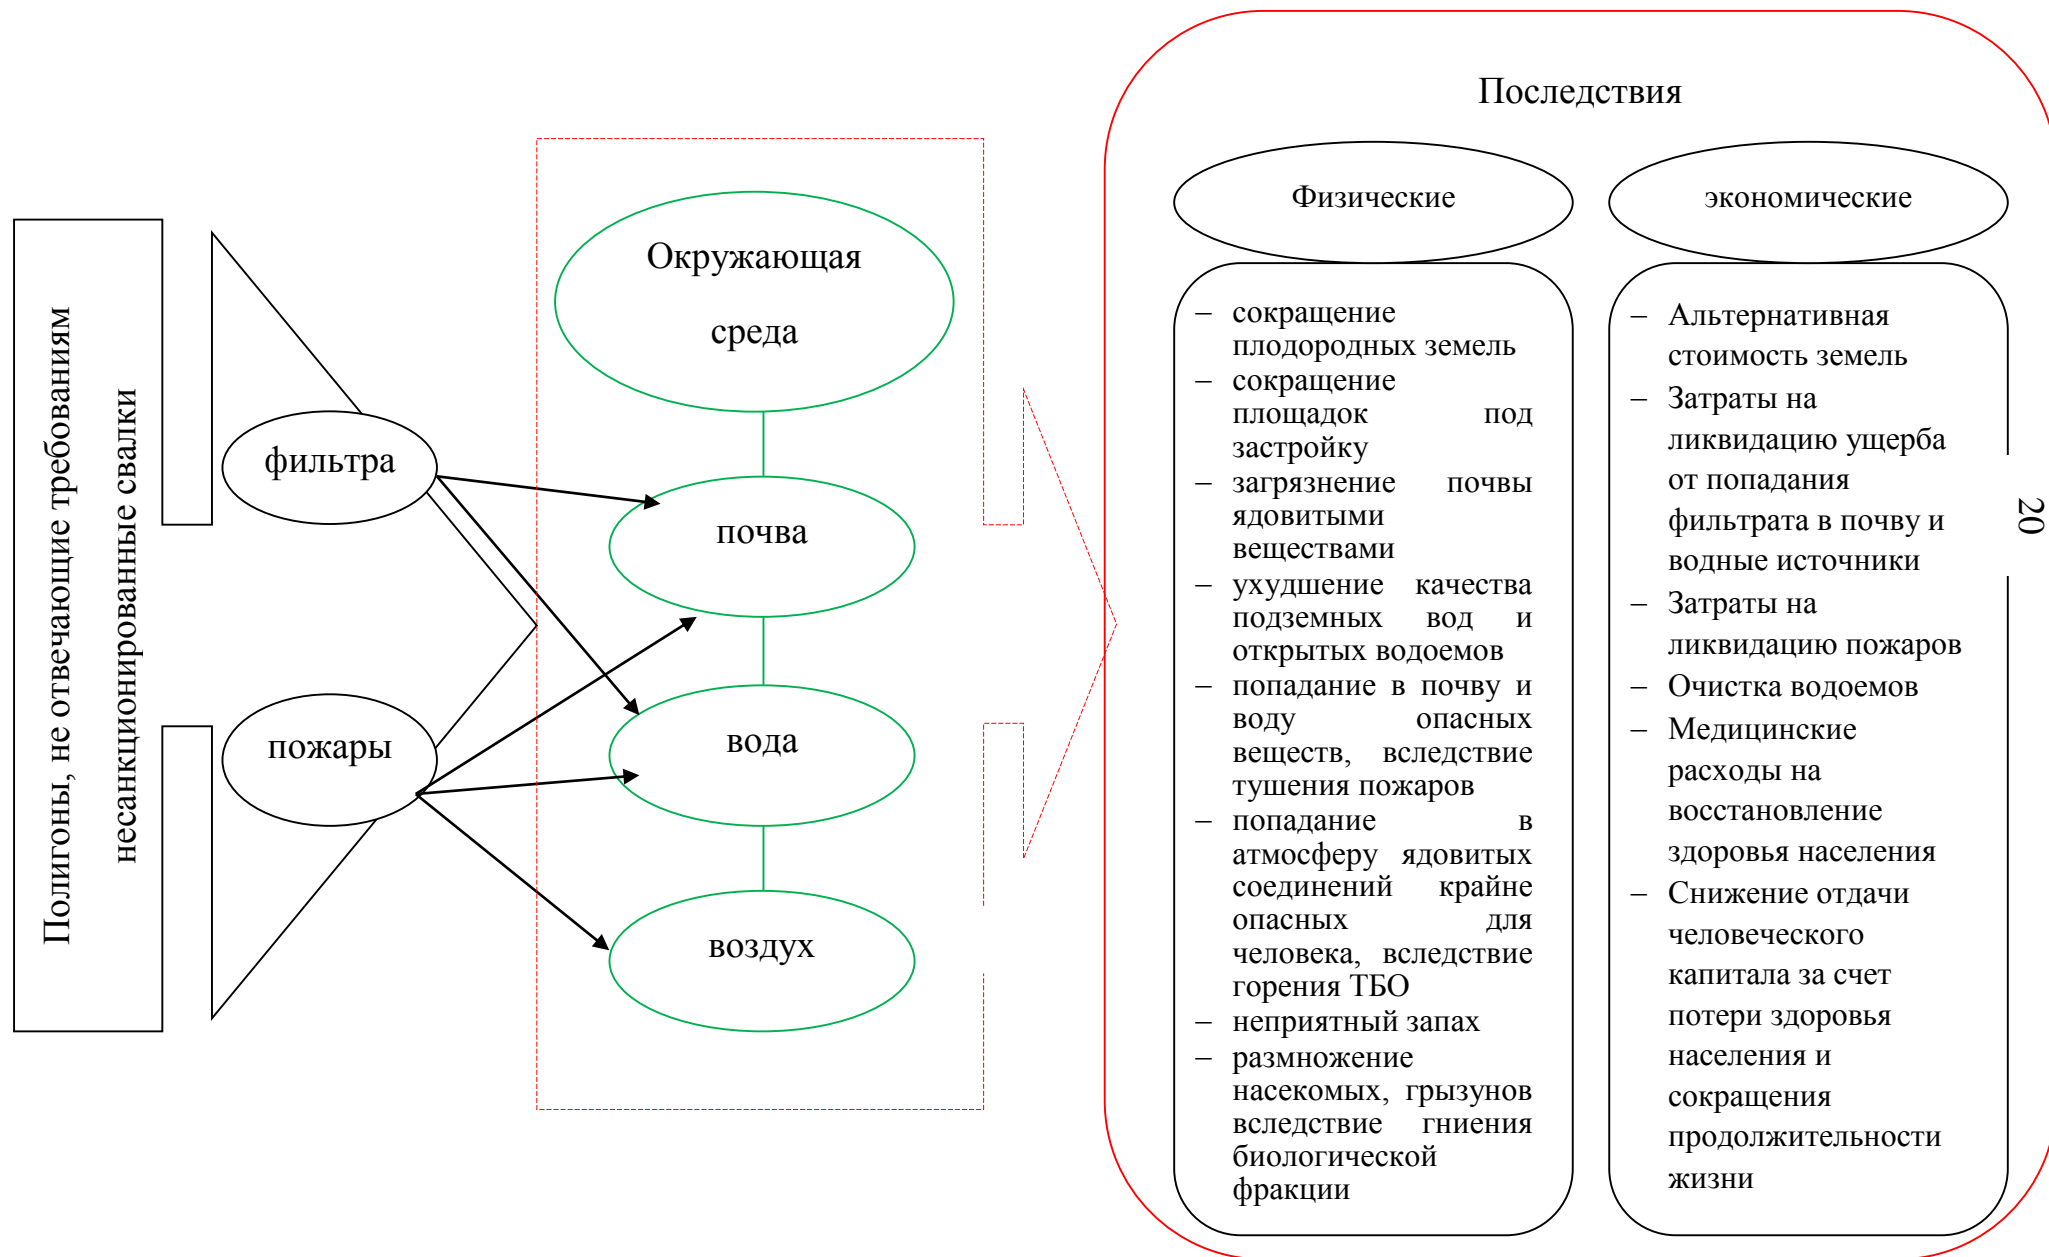 Полигоны, не отвечающие требованиям
несанкционированные свалки
фильтра
пожары
Окружающая
среда
почва
вода
воздух
Последствия
Физические
– сокращение
плодородных земель
– сокращение
площадок под
застройку
– загрязнение почвы
ядовитыми
веществами
– ухудшение качества
подземных вод и
открытых водоемов
– попадание в почву и
воду опасных
веществ, вследствие
тушения пожаров
– попадание в
атмосферу ядовитых
соединений крайне
опасных для
человека, вследствие
горения ТБО
– неприятный запах
– размножение
насекомых, грызунов
вследствие гниения
биологической
фракции
экономические
– Альтернативная
стоимость земель
– Затраты на
ликвидацию ущерба
от попадания
фильтрата в почву и
водные источники
– Затраты на
ликвидацию пожаров
– Очистка водоемов
– Медицинские
расходы на
восстановление
здоровья населения
– Снижение отдачи
человеческого
капитала за счет
потери здоровья
населения и
сокращения
продолжительности
жизни
20